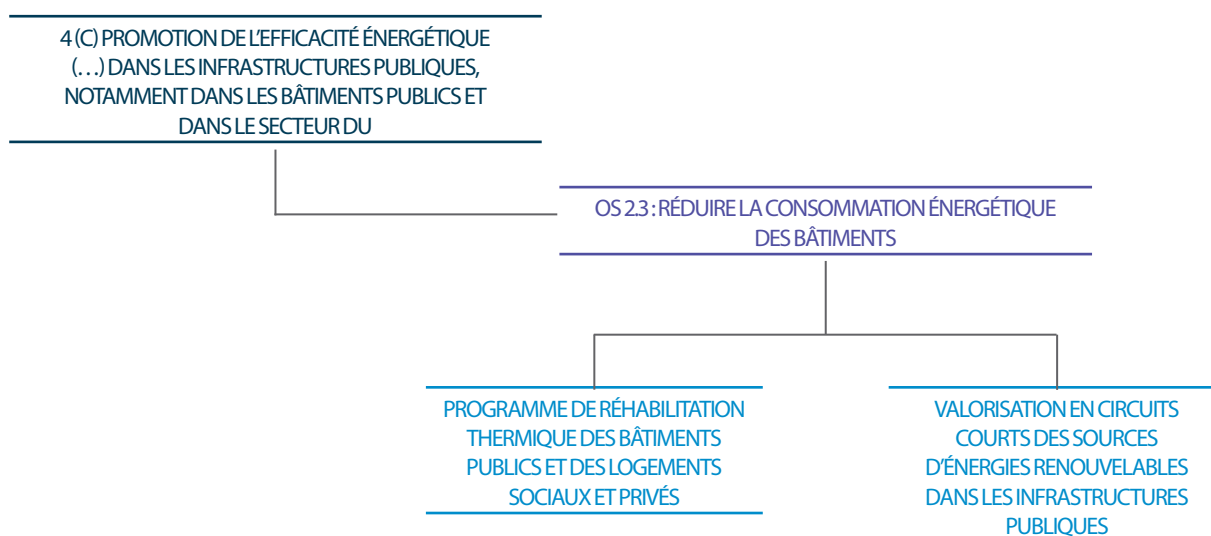 4 (C) PROMOTION DE L'EFFICACITÉ ÉNERGÉTIQUE
(…) DANS LES INFRASTRUCTURES PUBLIQUES,
NOTAMMENT DANS LES BÂTIMENTS PUBLICS ET
DANS LE SECTEUR DU
OS 2.3 : RÉDUIRE LA CONSOMMATION ÉNERGÉTIQUE
DES BÂTIMENTS
PROGRAMME DE RÉHABILITATION
THERMIQUE DES BÂTIMENTS
PUBLICS ET DES LOGEMENTS
SOCIAUX ET PRIVÉS
VALORISATION EN CIRCUITS
COURTS DES SOURCES
D'ÉNERGIES RENOUVELABLES
DANS LES INFRASTRUCTURES
PUBLIQUES